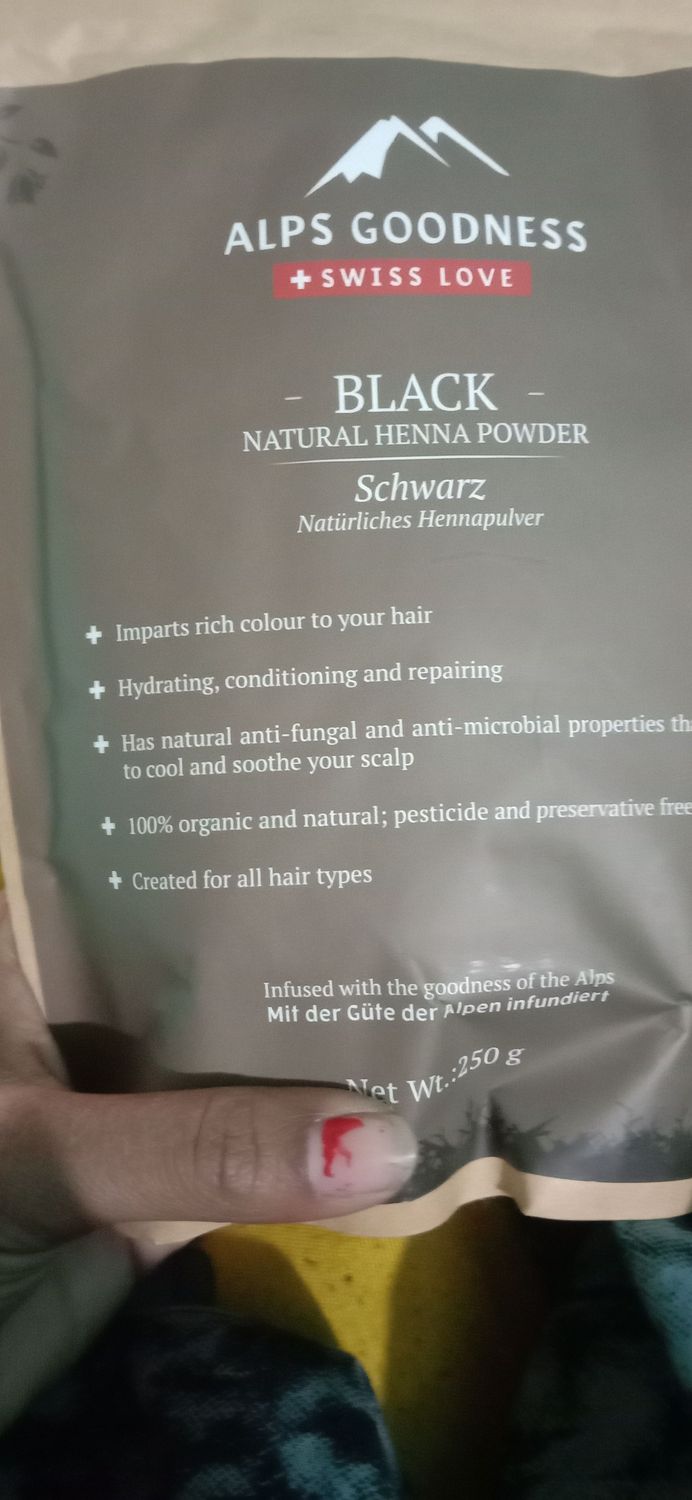 ALPS GOODNESS
SWISS LOVE
- BLACK -
NATURAL HENNA POWDER
Schwarz
Natürliches Hennapulver
Imparts rich colour to your hair
Hydrating, conditioning and repairing
Has natural anti-fungal and anti-microbial properties
to cool and soothe your scalp
100% organic and natural; pesticide and preservative free
Created for all hair types
Infused with the goodness of the Alps
Mit der Güte der Alpen infundiert
Net Wt.:250 g